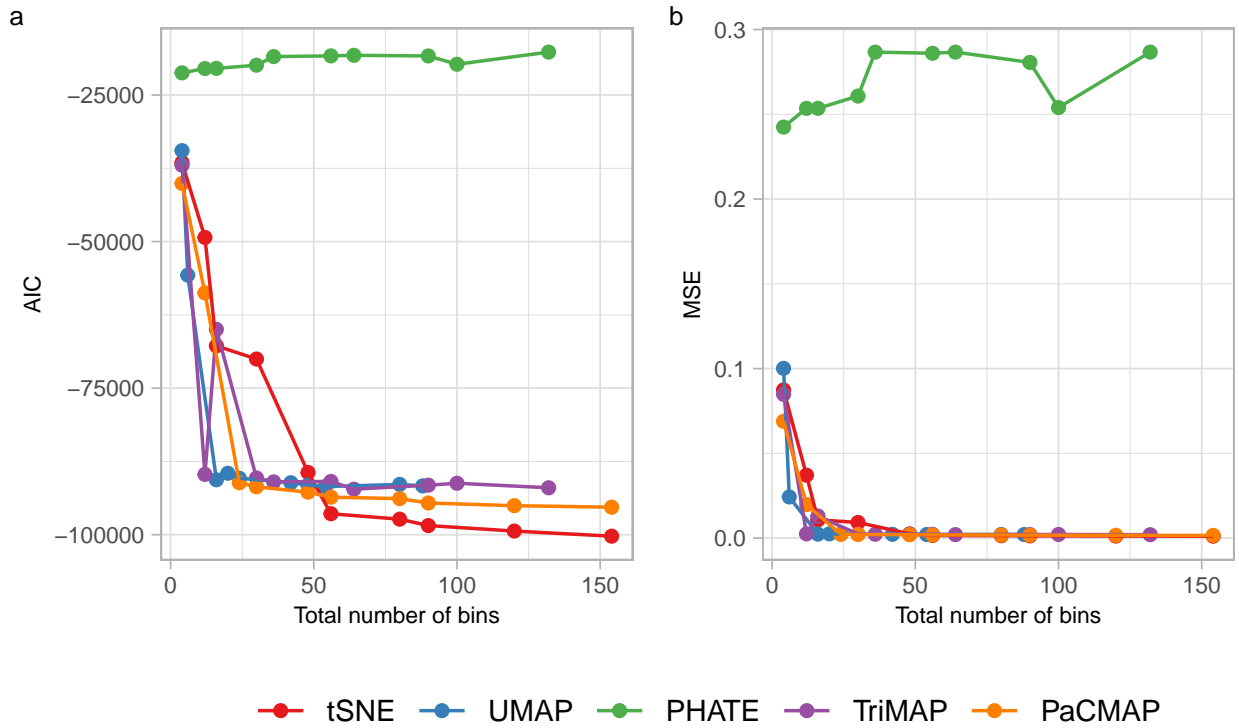 a
−25000
−50000
−75000
−100000
AIC
0
50
100
150
Total number of bins
b
0.3
0.2
0.1
0.0
MSE
0
50
100
150
Total number of bins
tSNE UMAP PHATE TriMAP PaCMAP